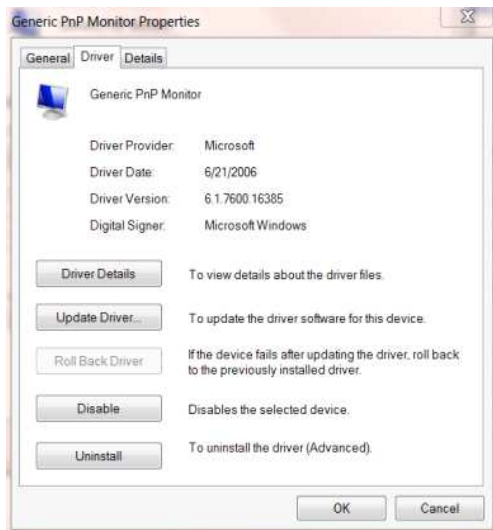 Generic PnP Monitor Properties
General Driver Details
Generic PnP Monitor
Driver Provider: Microsoft
Driver Date: 6/21/2006
Driver Version: 6.1.7600.16385
Digital Signer: Microsoft Windows
Driver Details To view details about the driver files.
Update Driver... To update the driver software for this device.
Roll Back Driver If the device fails after updating the driver, roll back
to the previously installed driver.
Disable Disables the selected device.
Uninstall To uninstall the driver (Advanced).
OK Cancel